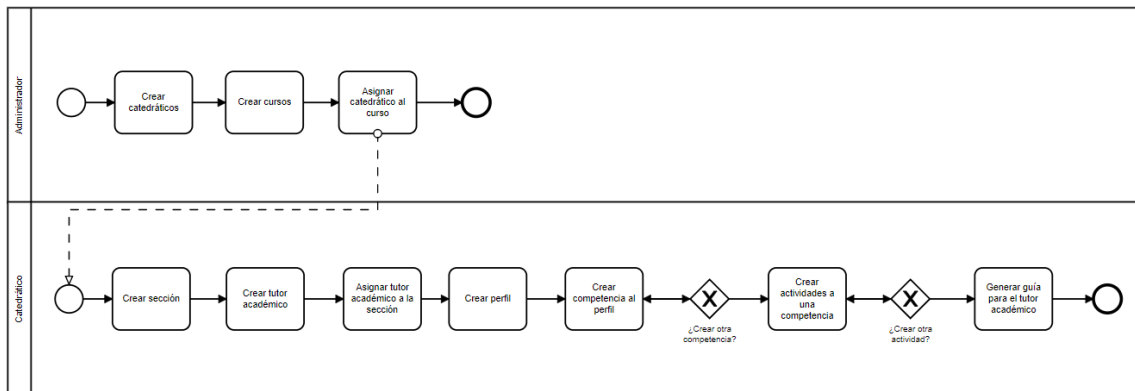 Administrador
Crear
catedráticos
Crear cursos
Asignar
catedrático al
curso
Catedrático
Crear sección
Crear tutor
académico
Asignar tutor
académico a la
sección
Crear perfil
Crear
competencia al
perfil
¿Crear otra
competencia?
Crear
actividades a
una
competencia
¿Crear otra
actividad?
Generar guía
para el tutor
académico